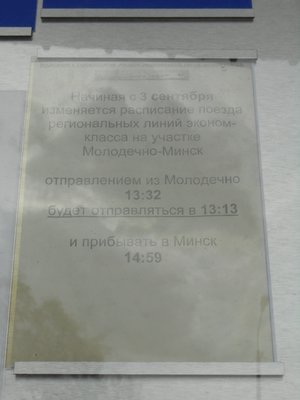 Начиная с 3 сентября
изменяется расписание поезда
региональных линий эконом-
класса на участке
Молодечно-Минск
отправлением из Молодечно
13:32
будет отправляться в 13:13
и прибывать в Минск
14:59